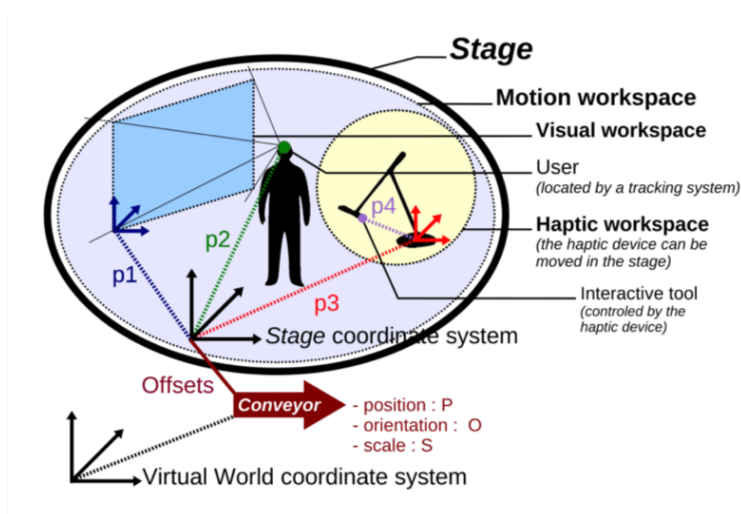 Stage
Motion workspace
Visual workspace
User
(located by a tracking system)
p4
Haptic workspace
(the haptic device can be
moved in the stage)
p2
p1
p3
Interactive tool
(controled by the
haptic device)
Stage coordinate system
Offsets
Conveyor
- position : P
- orientation : O
- scale : S
Virtual World coordinate system